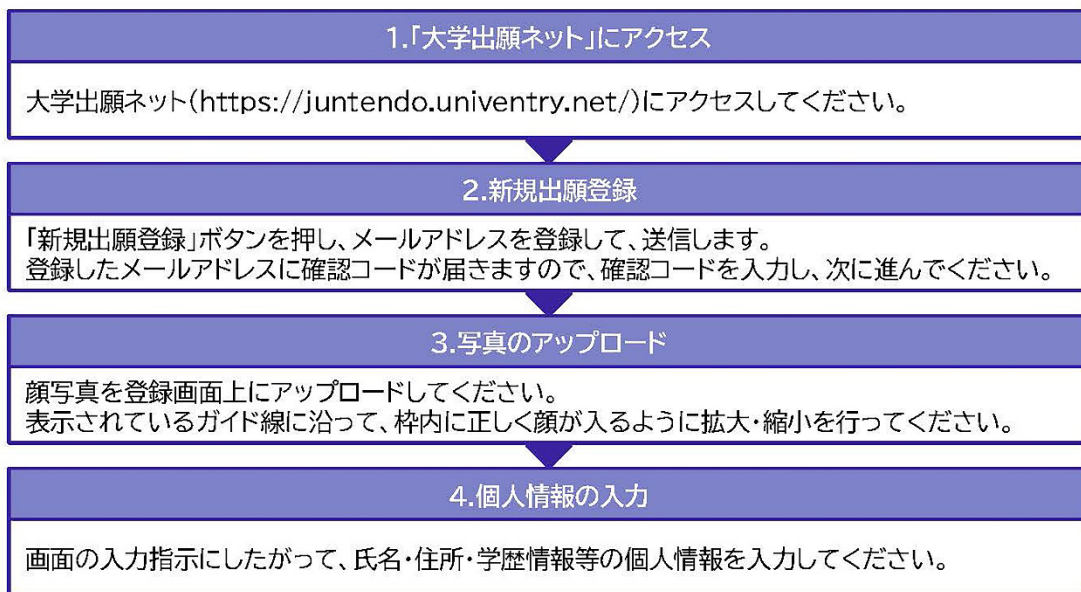 1.「大学出願ネット」にアクセス
大学出願ネット(https://juntendo.univentry.net/)にアクセスしてください。
2.新規出願登録
「新規出願登録」ボタンを押し、メールアドレスを登録して、送信します。
登録したメールアドレスに確認コードが届きますので、確認コードを入力し、次に進んでください。
3.写真のアップロード
顔写真を登録画面上にアップロードしてください。
表示されているガイド線に沿って、枠内に正しく顔が入るように拡大・縮小を行ってください。
4.個人情報の入力
画面の入力指示にしたがって、氏名・住所・学歴情報等の個人情報を入力してください。